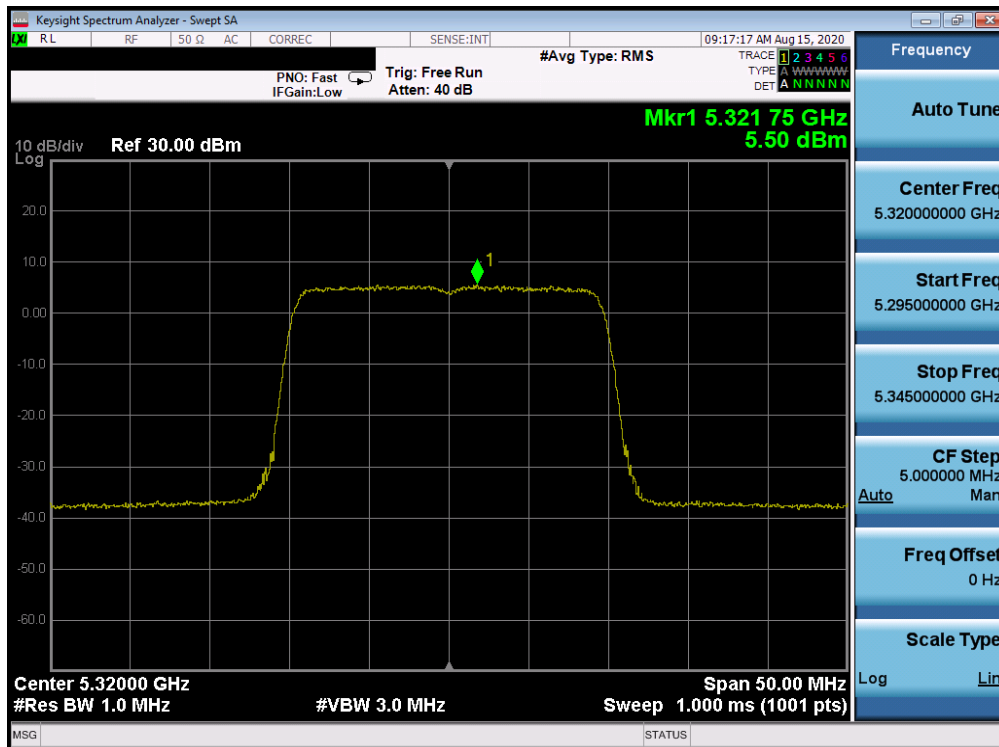 Keysight Spectrum Analyzer - Swept SA
LXI RL RF 50 Ω AC CORREC SENSE:INT 09:17:17 AM Aug 15, 2020
PNO: Fast
IFGain:Low
Trig: Free Run
Atten: 40 dB
#Avg Type: RMS
TRACE 1 2 3 4 5 6
TYPE A WWWWW
DET A N N N N N
Mkr1 5.321 75 GHz
5.50 dBm
10 dB/div
Log
Ref 30.00 dBm
20.0
10.0
0.00
-10.0
-20.0
-30.0
-40.0
-50.0
-60.0
1
Center 5.32000 GHz
Span 50.00 MHz
#Res BW 1.0 MHz
#VBW 3.0 MHz
Sweep 1.000 ms (1001 pts)
MSG
STATUS
Frequency
Auto Tune
Center Freq
5.320000000 GHz
Start Freq
5.295000000 GHz
Stop Freq
5.345000000 GHz
CF Step
5.000000 MHz
Auto Man
Freq Offset
0 Hz
Scale Type
Log Lin